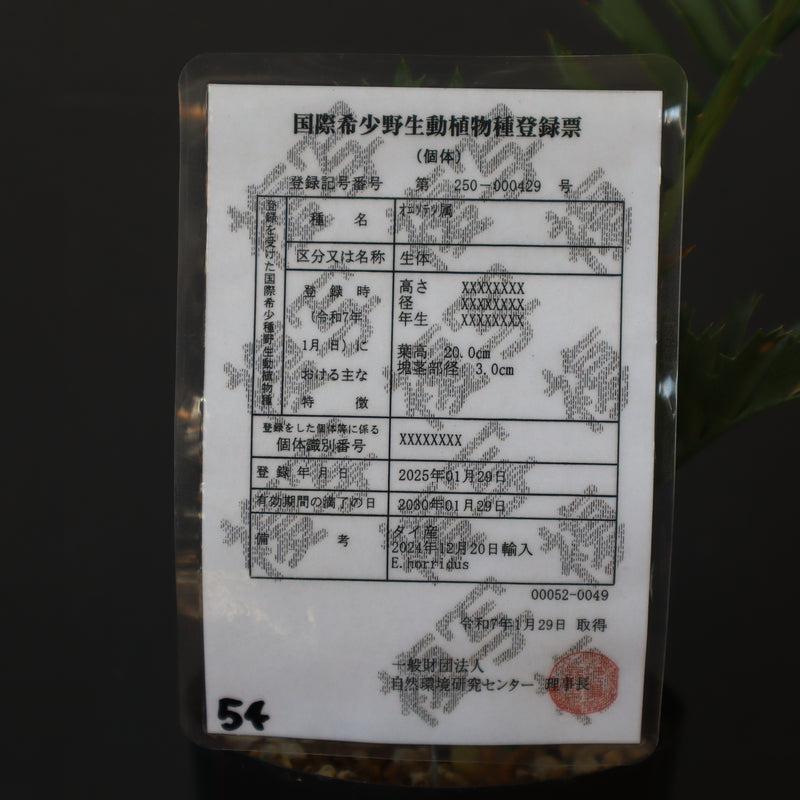 国際希少野生動植物種登録票
（個体）
登録記号番号 第 250-000429 号
登録を受けた国際希少種野生動植物種
種 名 オニソテツ属
区分又は名称 生体
登 録 時
（令和7年
1月 日）に
おける主な
特 徴
高さ XXXXXXXX
径 XXXXXXXX
年生 XXXXXXXX
葉高 20.0cm
塊茎部径 3.0cm
登録をした個体等に係る
個体識別番号 XXXXXXXX
登録年月日 2025年01月29日
有効期間の満了の日 2030年01月29日
備 考 タイ産
2024年12月20日輸入
E.horridus
00052-0049
令和7年1月29日 取得
一般財団法人
自然環境研究センター 理事長
54